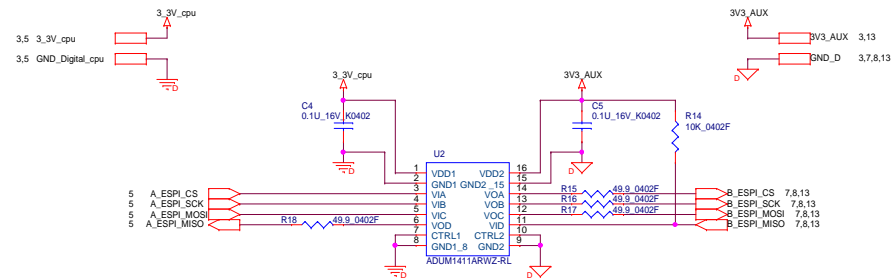 3_3V_cpu
3V3_AUX
3,5 3_3V_cpu
3V3_AUX 3,13
3,5 GND_Digital_cpu
GND_D 3,7,8,13
D
D
3_3V_cpu
3V3_AUX
C4
0.1U_16V_K0402
C5
0.1U_16V_K0402
R14
10K_0402F
D
D
U2
1 VDD1 VDD2 16
2 GND1 GND2_15 15
3 VIA VOA 14
4 VIB VOB 13
5 VIC VOC 12
6 VOD VID 11
7 CTRL1 CTRL2 10
8 GND1_8 GND2 9
ADUM1411ARWZ-RL
5 A_ESPI_CS
5 A_ESPI_SCK
5 A_ESPI_MOSI
5 A_ESPI_MISO
R18 49.9_0402F
R15 49.9_0402F
R16 49.9_0402F
R17 49.9_0402F
B_ESPI_CS 7,8,13
B_ESPI_SCK 7,8,13
B_ESPI_MOSI 7,8,13
B_ESPI_MISO 7,8,13
D
D